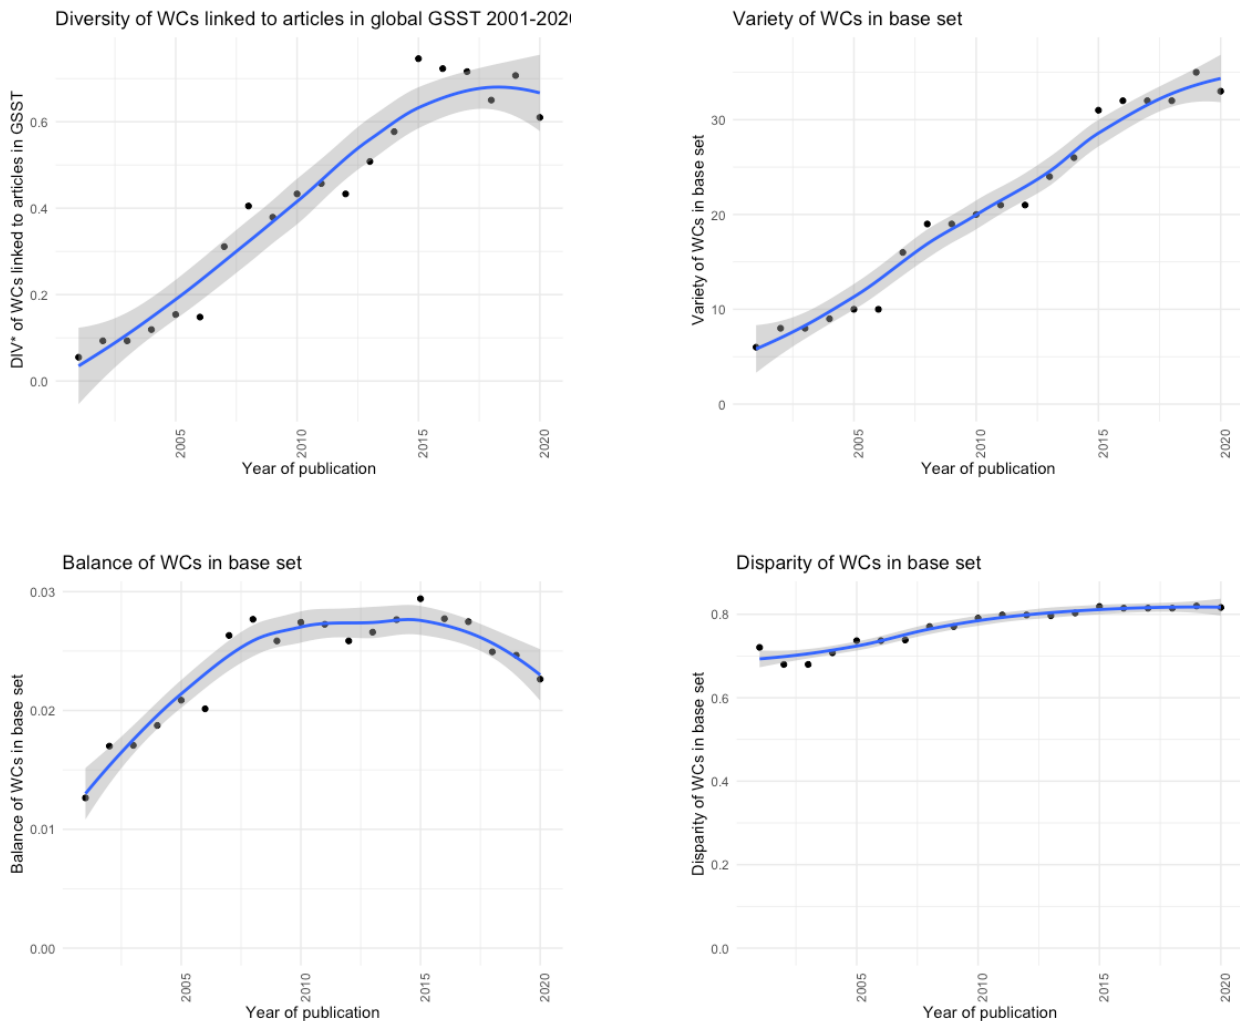 Diversity of WCs linked to articles in global GSST 2001-202
DIV* of WCs linked to articles in GSST
0.6
0.4
0.2
0.0
2005
2010
2015
2020
Year of publication
Variety of WCs in base set
Variety of WCs in base set
30
20
10
0
2005
2010
2015
2020
Year of publication
Balance of WCs in base set
Balance of WCs in base set
0.03
0.02
0.01
0.00
2005
2010
2015
2020
Year of publication
Disparity of WCs in base set
Disparity of WCs in base set
0.8
0.6
0.4
0.2
0.0
2005
2010
2015
2020
Year of publication